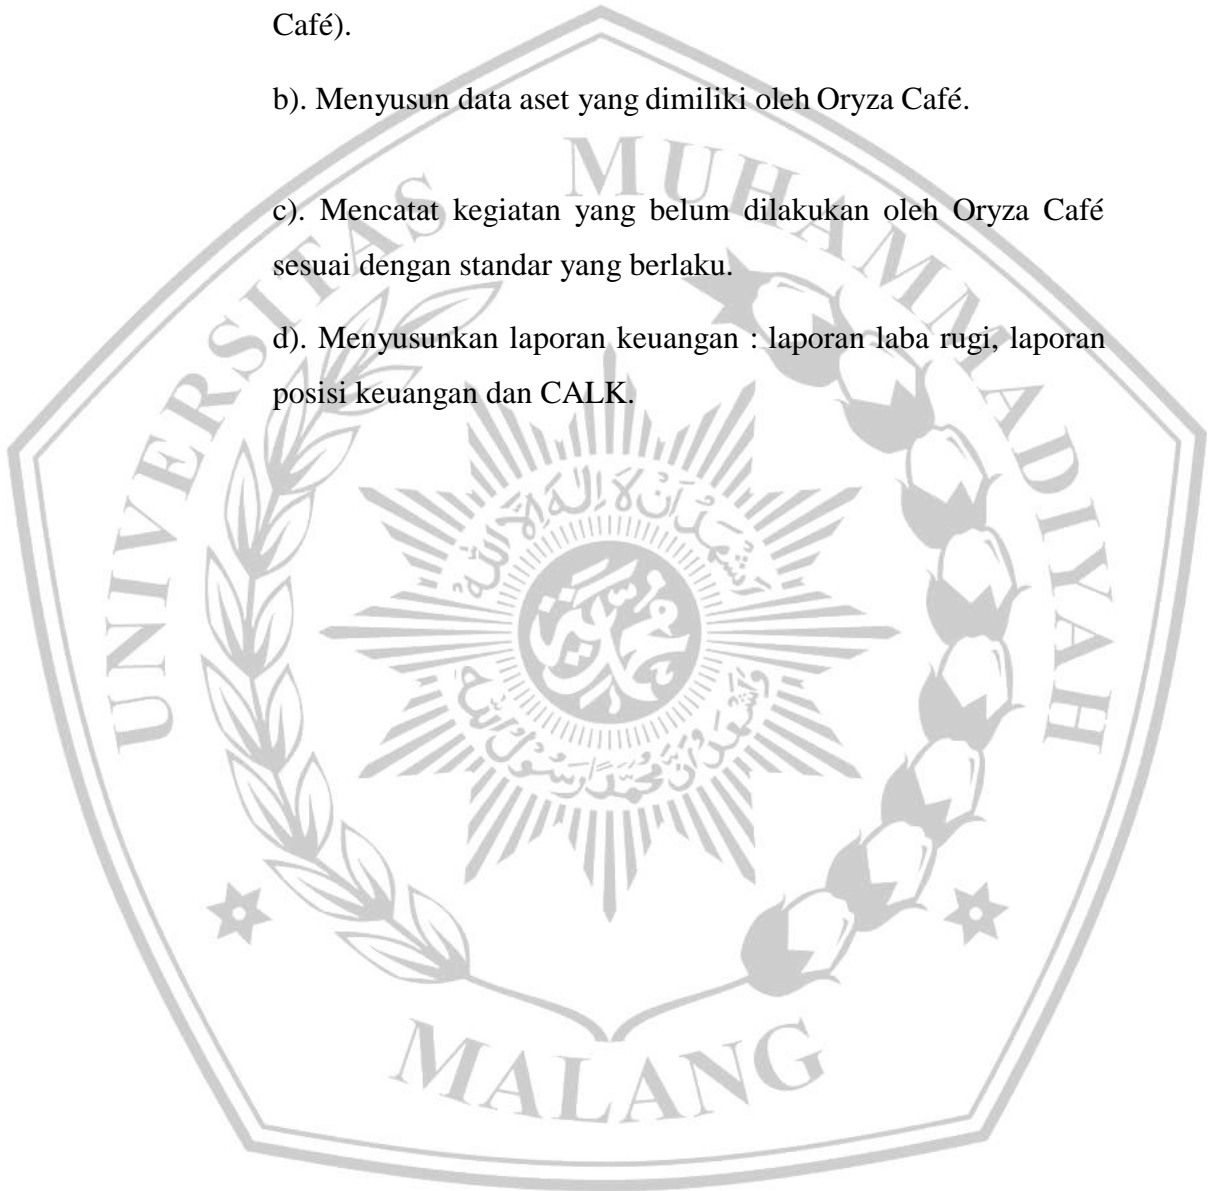 Café).
b). Menyusun data aset yang dimiliki oleh Oryza Café.
c). Mencatat kegiatan yang belum dilakukan oleh Oryza Café
sesuai dengan standar yang berlaku.
d). Menyusunkan laporan keuangan : laporan laba rugi, laporan
posisi keuangan dan CALK.
UNIVERSITAS MUHAMMADIYAH
MALANG